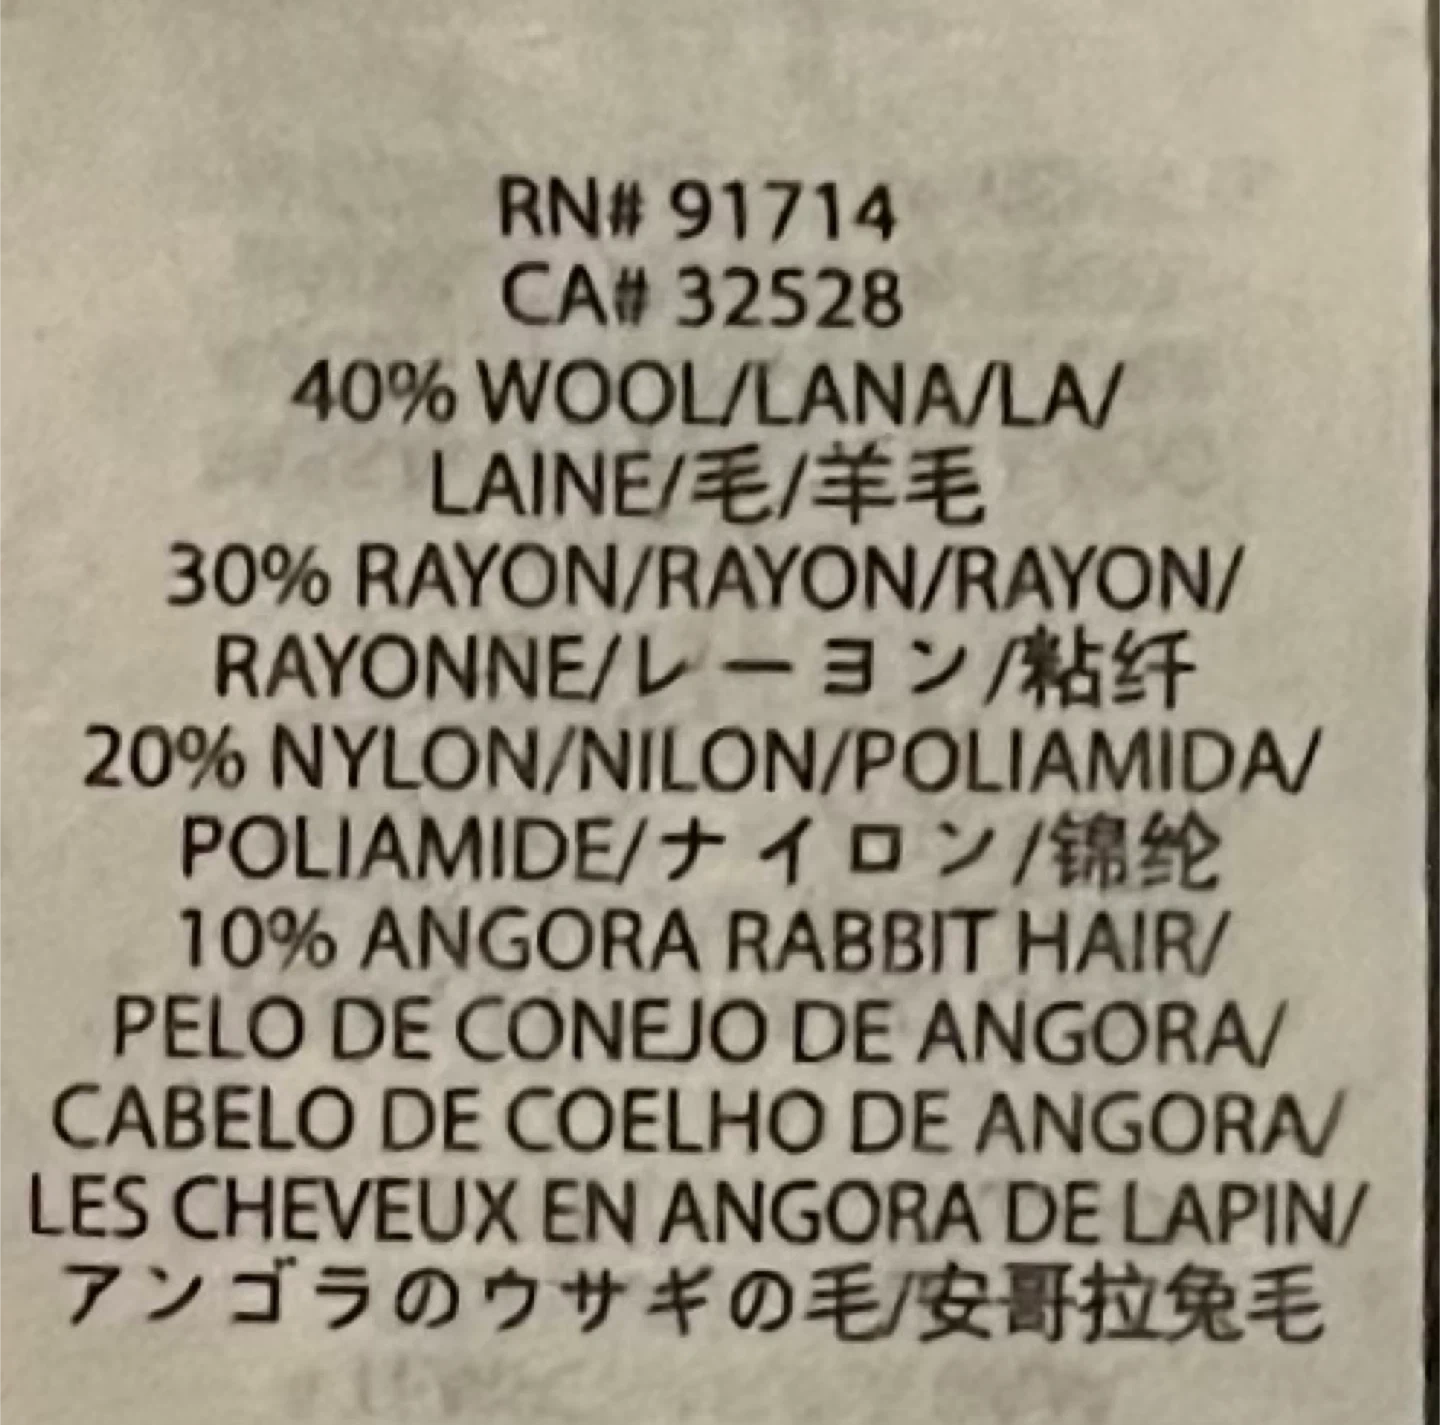 RN# 91714
CA# 32528
40% WOOL/LANA/LA/
LAINE/毛/羊毛
30% RAYON/RAYON/RAYON/
RAYONNE/レーヨン/粘纤
20% NYLON/NILON/POLIAMIDA/
POLIAMIDE/ナイロン/锦纶
10% ANGORA RABBIT HAIR/
PELO DE CONEJO DE ANGORA/
CABELO DE COELHO DE ANGORA/
LES CHEVEUX EN ANGORA DE LAPIN/
アンゴラのウサギの毛/安哥拉兔毛